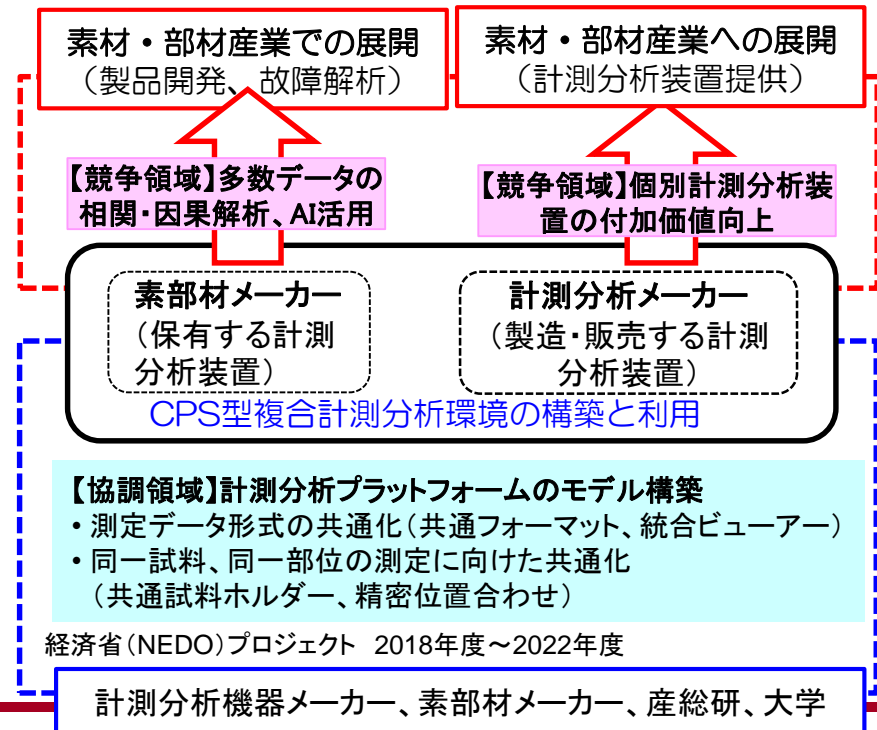 素材・部材産業での展開
（製品開発、故障解析）
素材・部材産業への展開
（計測分析装置提供）
【競争領域】多数データの
相関・因果解析、AI活用
【競争領域】個別計測分析装
置の付加価値向上
素部材メーカー
（保有する計測
分析装置）
計測分析メーカー
（製造・販売する計測
分析装置）
CPS型複合計測分析環境の構築と利用
【協調領域】計測分析プラットフォームのモデル構築
・測定データ形式の共通化（共通フォーマット、統合ビューアー）
・同一試料、同一部位の測定に向けた共通化
（共通試料ホルダー、精密位置合わせ）
経済省（NEDO）プロジェクト 2018年度～2022年度
計測分析機器メーカー、素部材メーカー、産総研、大学